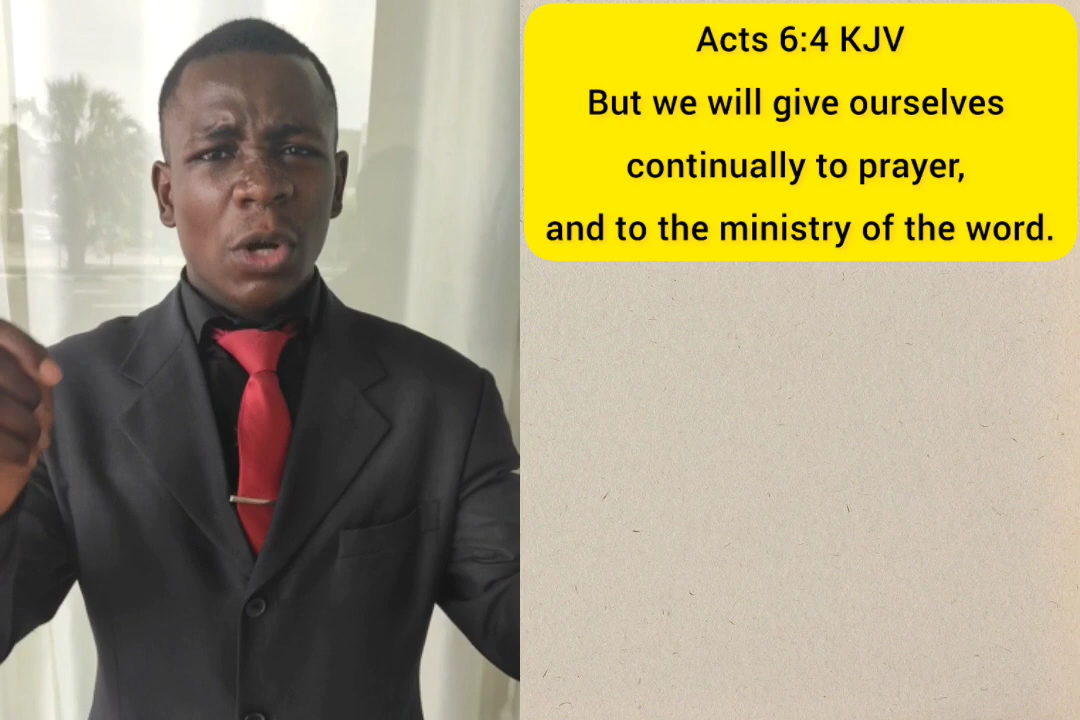 Acts 6:4 KJV
But we will give ourselves
continually to prayer,
and to the ministry of the word.